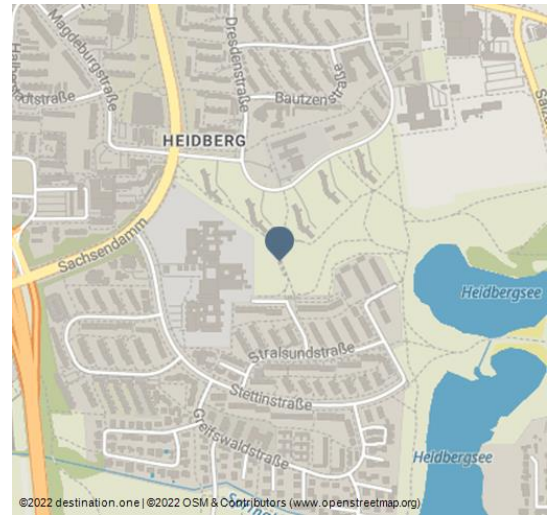 Magdeburgstraße
Dresdenstraße
Bautzenstraße
HEIDBERG
Sachsendamm
Heidbergsee
Stralsundstraße
Stettinstraße
Greifswaldstraße
Heidbergsee
©2022 destination.one | ©2022 OSM & Contributors (www.openstreetmap.org)